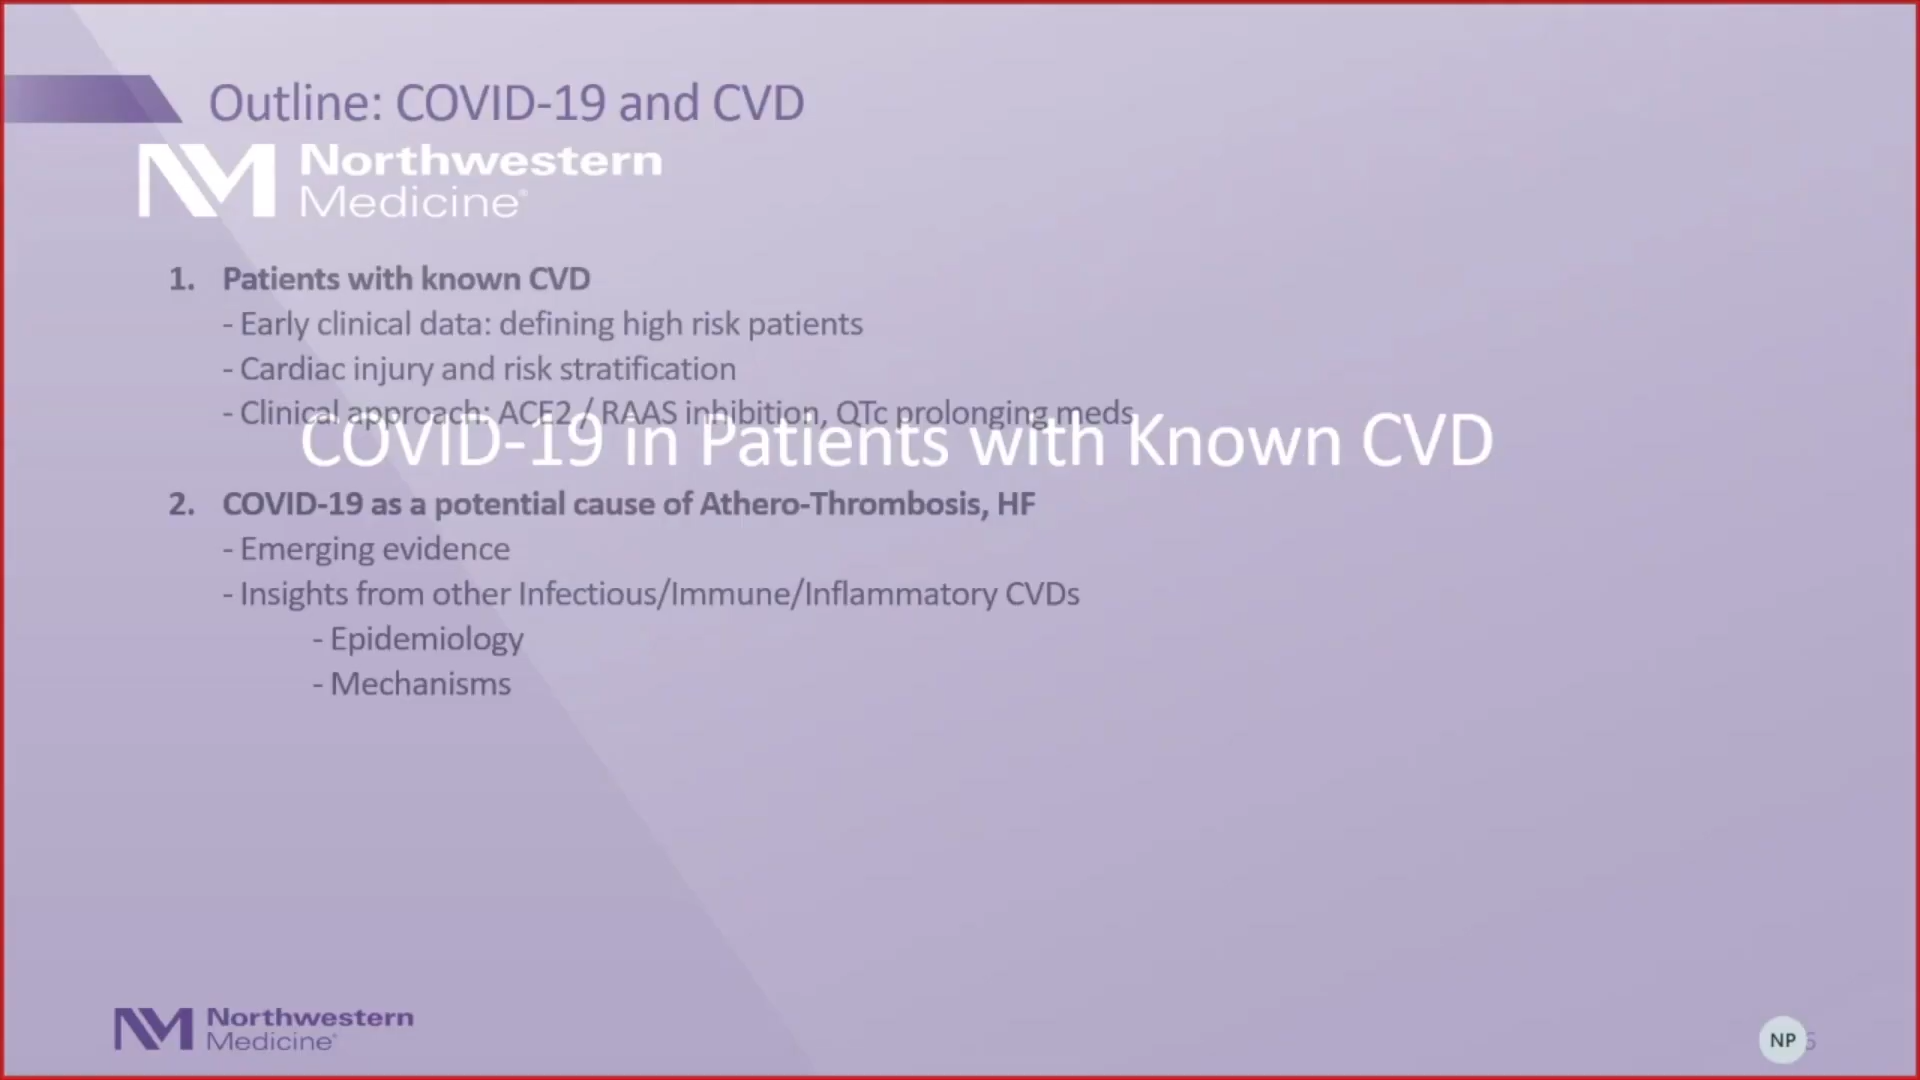 Outline: COVID-19 and CVD
Northwestern
Medicine®
1. Patients with known CVD
- Early clinical data: defining high risk patients
- Cardiac injury and risk stratification
- Clinical approach: ACE2 / RAAS inhibition, QTc prolonging meds
COVID-19 in Patients with Known CVD
2. COVID-19 as a potential cause of Athero-Thrombosis, HF
- Emerging evidence
- Insights from other Infectious/Immune/Inflammatory CVDs
- Epidemiology
- Mechanisms
Northwestern
Medicine®
NP